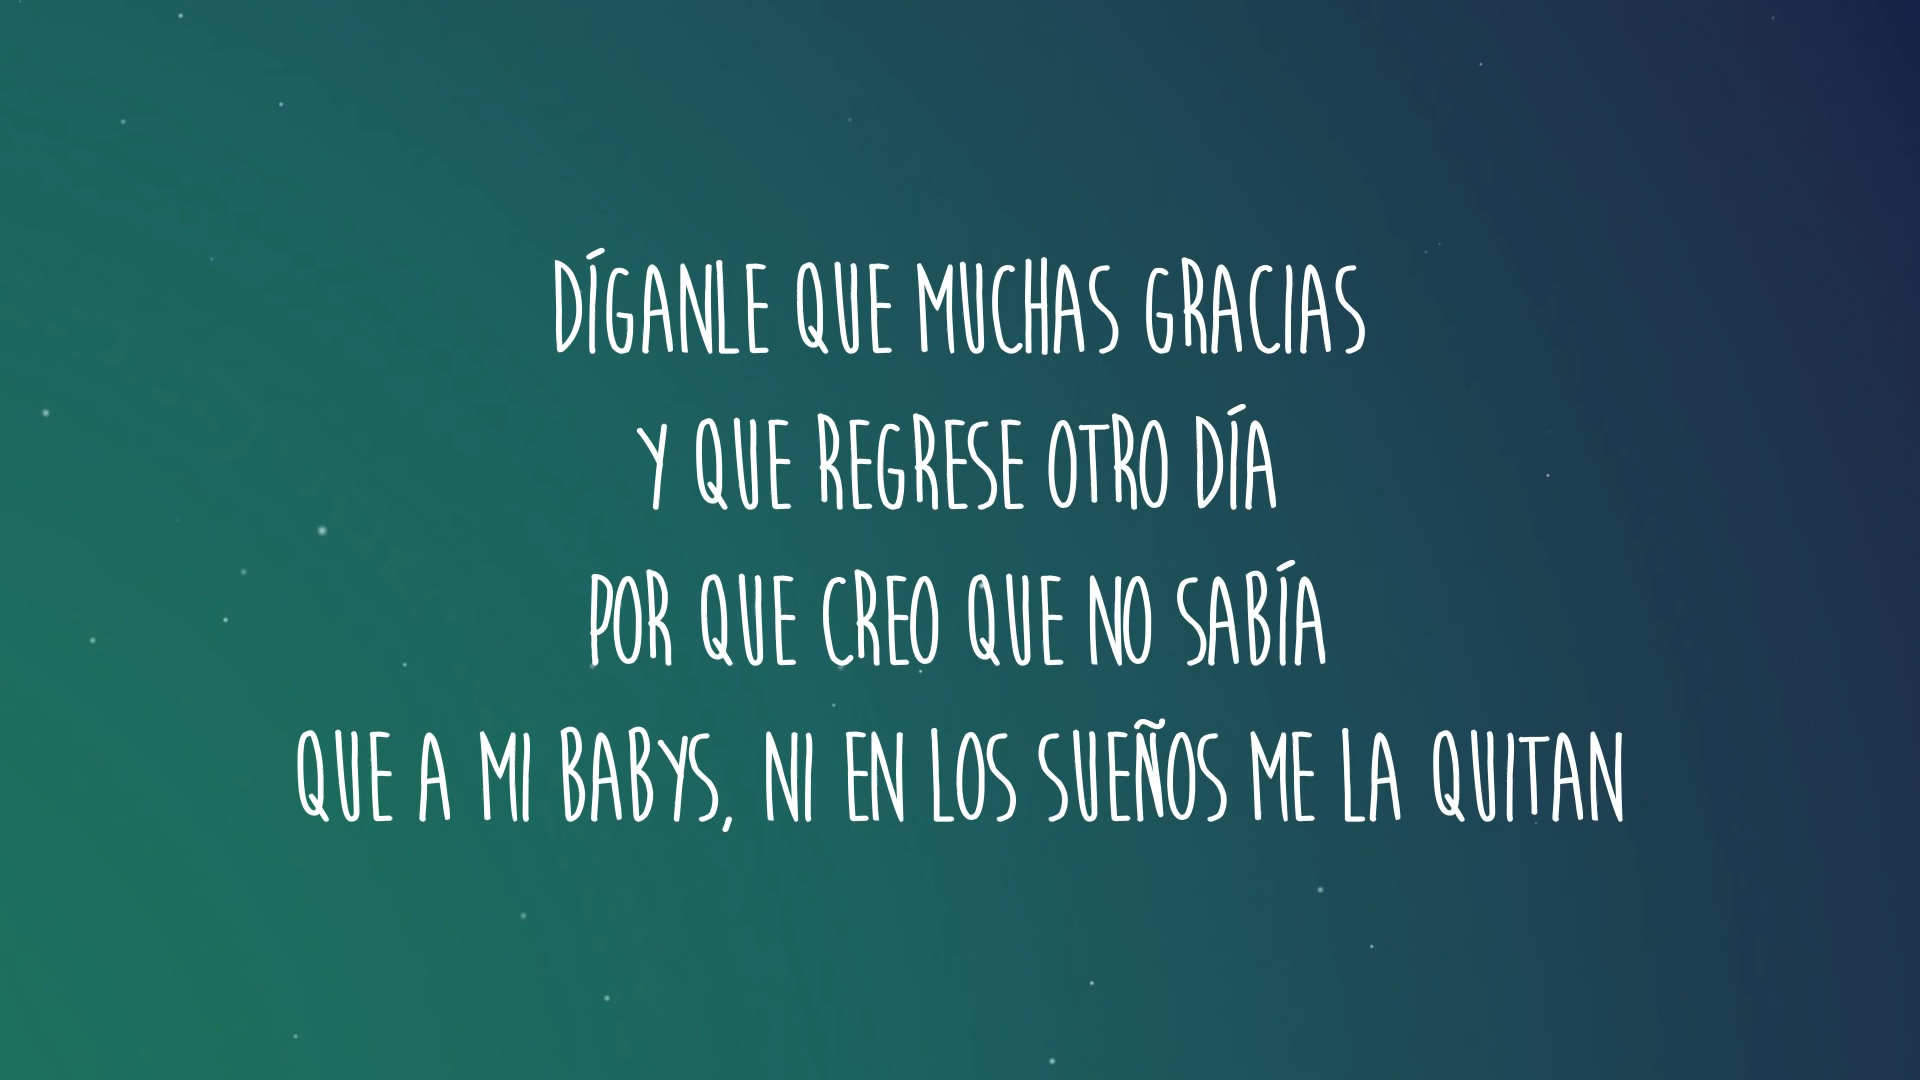 DÍGANLE QUE MUCHAS GRACIAS
Y QUE REGRESE OTRO DÍA
POR QUE CREO QUE NO SABÍA
QUE A MI BABYS, NI EN LOS SUEÑOS ME LA QUITAN